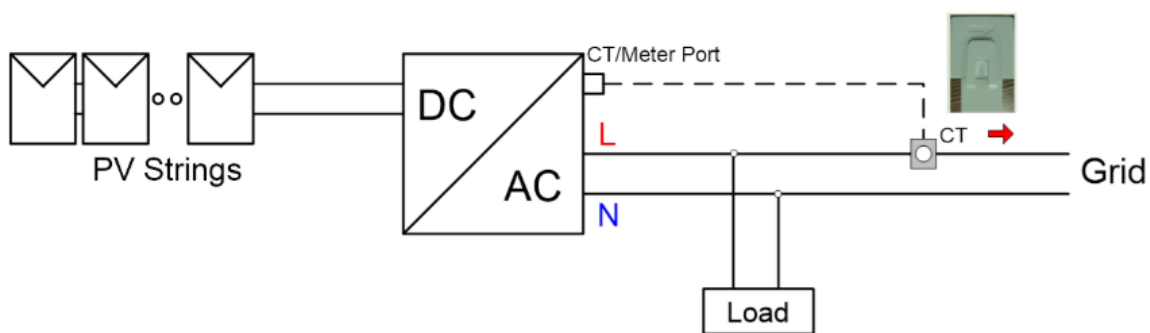 CT/Meter Port
DC
AC
PV Strings
L
N
CT
Grid
Load